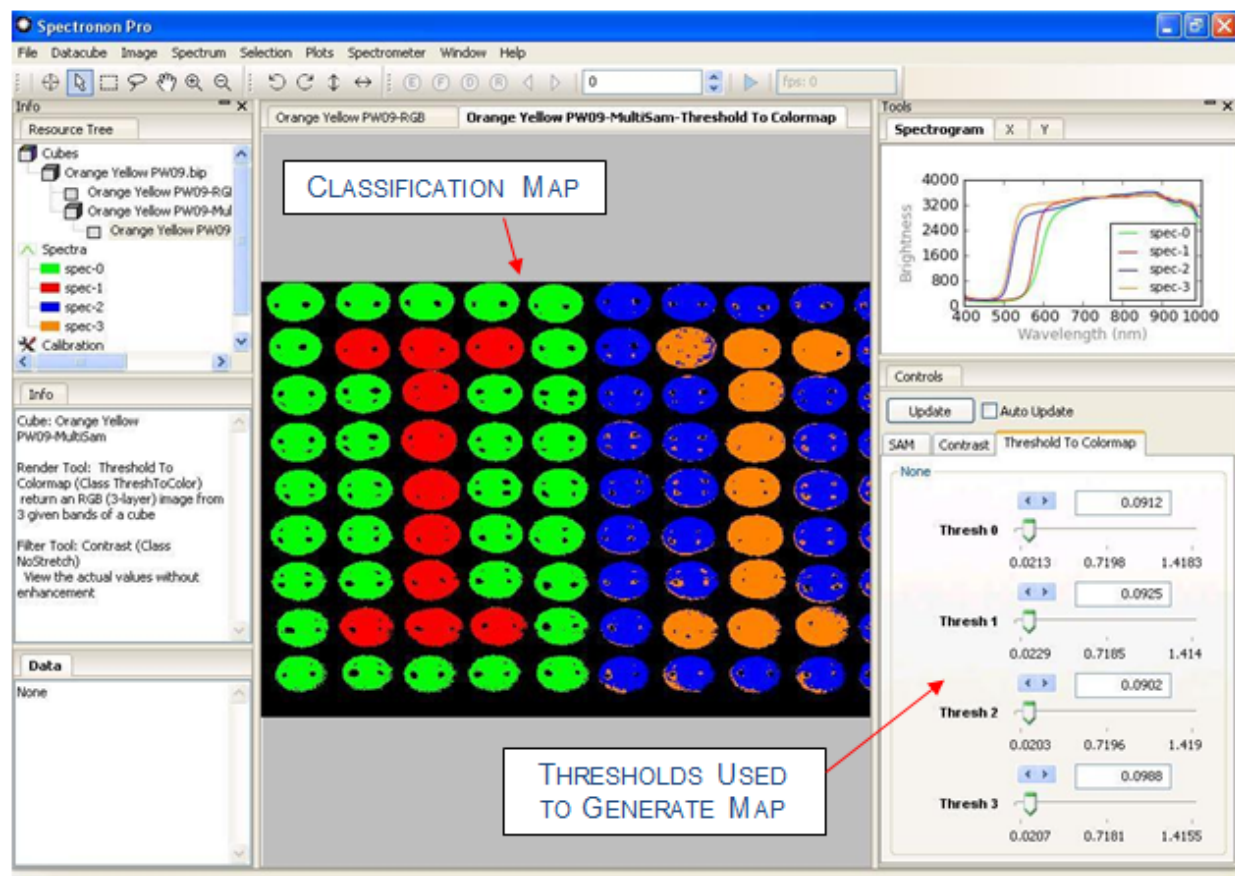 Spectronon Pro
File Datacube Image Spectrum Selection Plots Spectrometer Window Help
E F D R 0 fps: 0
Info
Resource Tree
Cubes
Orange Yellow PW09.bip
Orange Yellow PW09-RGI
Orange Yellow PW09-Mul
Orange Yellow PW09
Spectra
spec-0
spec-1
spec-2
spec-3
Calibration
Info
Cube: Orange Yellow
PW09-MultiSam
Render Tool: Threshold To
Colormap (Class ThreshToColor)
return an RGB (3-layer) image from
3 given bands of a cube
Filter Tool: Contrast (Class
NoStretch)
View the actual values without
enhancement
Data
None
Orange Yellow PW09-RGB
Orange Yellow PW09-MultiSam-Threshold To Colormap
CLASSIFICATION MAP
THRESHOLDS USED
TO GENERATE MAP
Tools
Spectrogram X Y
4000
3200
2400
1600
800
0
Brightness
spec-0
spec-1
spec-2
spec-3
400 500 600 700 800 900 1000
Wavelength (nm)
Controls
Update Auto Update
SAM Contrast Threshold To Colormap
None
0.0912
Thresh 0
0.0213 0.7198 1.4183
0.0925
Thresh 1
0.0229 0.7185 1.414
0.0902
Thresh 2
0.0203 0.7196 1.419
0.0988
Thresh 3
0.0207 0.7181 1.4155